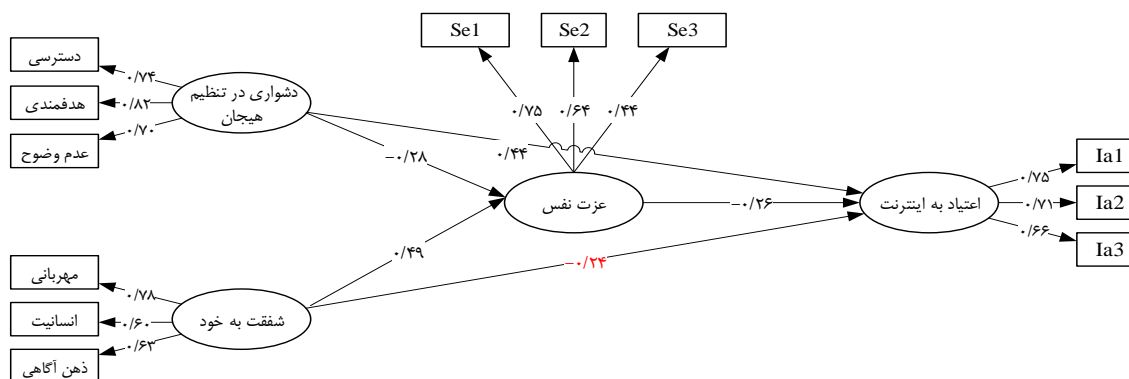 Se1
Se2
Se3
دسترسی
هدفمندی
عدم وضوح
۰/۷۴
۰/۸۲
۰/۷۰
دشواری در تنظیم
هیجان
۰/۷۵
۰/۶۴
۰/۴۴
−۰/۲۸
۰/۴۴
عزت نفس
−۰/۲۶
اعتیاد به اینترنت
۰/۷۵
۰/۷۱
۰/۶۶
Ia1
Ia2
Ia3
۰/۴۹
−۰/۲۴
مهربانی
انسانیت
ذهن آگاهی
۰/۷۸
۰/۶۰
۰/۶۳
شفقت به خود